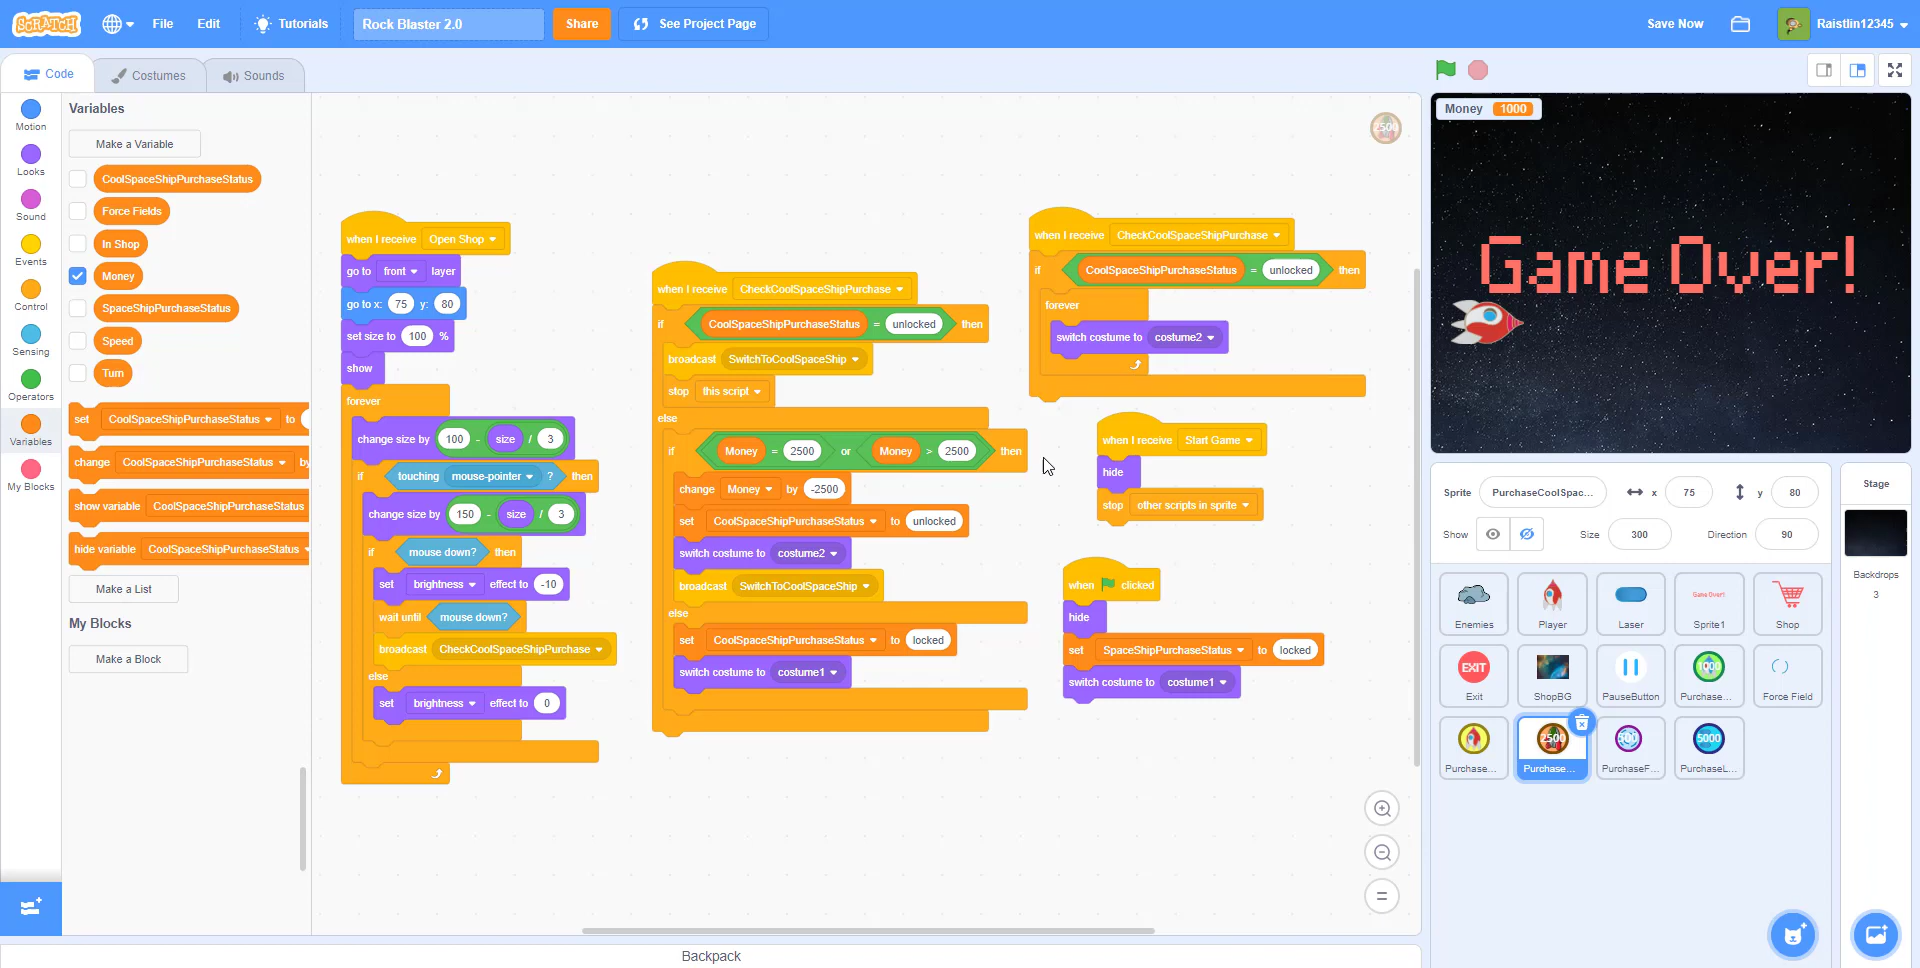 SCRATCH
File
Edit
Tutorials
Rock Blaster 2.0
Share
See Project Page
Save Now
Raistlin12345
Code
Costumes
Sounds
Motion
Looks
Sound
Events
Control
Sensing
Operators
Variables
My Blocks
Variables
Make a Variable
CoolSpaceShipPurchaseStatus
Force Fields
In Shop
Money
SpaceShipPurchaseStatus
Speed
Turn
set CoolSpaceShipPurchaseStatus to
change CoolSpaceShipPurchaseStatus by
show variable CoolSpaceShipPurchaseStatus
hide variable CoolSpaceShipPurchaseStatus
Make a List
My Blocks
Make a Block
when I receive Open Shop
go to front layer
go to x: 75 y: 80
set size to 100 %
show
forever
change size by 100 - size / 3
if touching mouse-pointer ? then
change size by 150 - size / 3
if mouse down? then
set brightness effect to -10
wait until mouse down?
broadcast CheckCoolSpaceShipPurchase
else
set brightness effect to 0
when I receive CheckCoolSpaceShipPurchase
if CoolSpaceShipPurchaseStatus = unlocked then
broadcast SwitchToCoolSpaceShip
stop this script
else
if Money = 2500 or Money > 2500 then
change Money by -2500
set CoolSpaceShipPurchaseStatus to unlocked
switch costume to costume2
broadcast SwitchToCoolSpaceShip
else
set CoolSpaceShipPurchaseStatus to locked
switch costume to costume1
when I receive CheckCoolSpaceShipPurchase
if CoolSpaceShipPurchaseStatus = unlocked then
forever
switch costume to costume2
when I receive Start Game
hide
stop other scripts in sprite
when clicked
hide
set SpaceShipPurchaseStatus to locked
switch costume to costume1
2500
Backpack
Money 1000
Game Over!
Sprite PurchaseCoolSpac... x 75 y 80
Show Size 300 Direction 90
Enemies
Player
Laser
Game Over!
Sprite1
Shop
EXIT
Exit
ShopBG
PauseButton
1000
Purchase...
Force Field
Purchase...
2500
Purchase...
500
PurchaseF...
5000
PurchaseL...
Stage
Backdrops
3